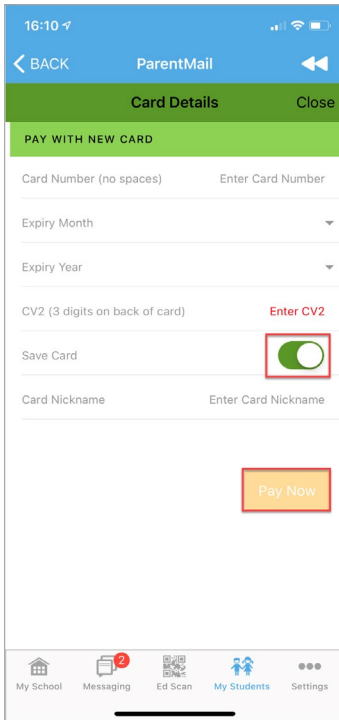 16:10
BACK ParentMail
Card Details Close
PAY WITH NEW CARD
Card Number (no spaces) Enter Card Number
Expiry Month
Expiry Year
CV2 (3 digits on back of card) Enter CV2
Save Card
Card Nickname Enter Card Nickname
Pay Now
2
My School Messaging Ed Scan My Students Settings